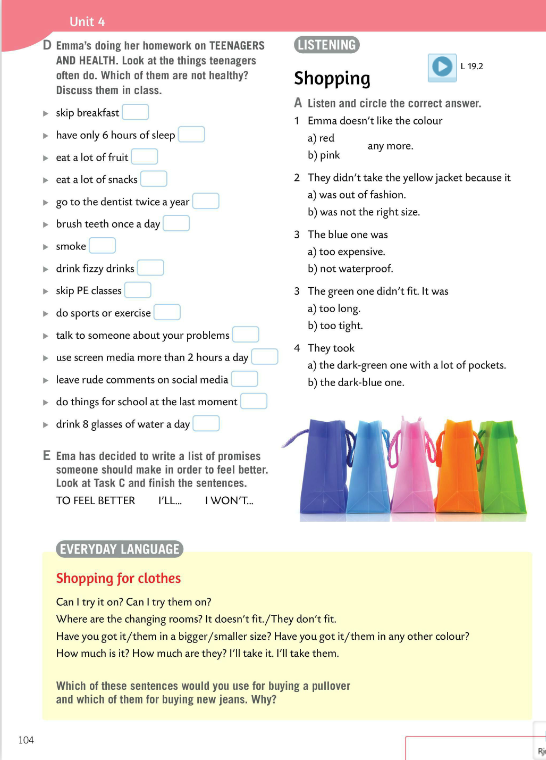 Unit 4
D Emma's doing her homework on TEENAGERS
AND HEALTH. Look at the things teenagers
often do. Which of them are not healthy?
Discuss them in class.
skip breakfast
have only 6 hours of sleep
eat a lot of fruit
eat a lot of snacks
go to the dentist twice a year
brush teeth once a day
smoke
drink fizzy drinks
skip PE classes
do sports or exercise
talk to someone about your problems
use screen media more than 2 hours a day
leave rude comments on social media
do things for school at the last moment
drink 8 glasses of water a day
E Ema has decided to write a list of promises
someone should make in order to feel better.
Look at Task C and finish the sentences.
TO FEEL BETTER I'LL... I WON'T...
LISTENING
Shopping
L 19.2
A Listen and circle the correct answer.
1 Emma doesn't like the colour
a) red
any more.
b) pink
2 They didn't take the yellow jacket because it
a) was out of fashion.
b) was not the right size.
3 The blue one was
a) too expensive.
b) not waterproof.
3 The green one didn't fit. It was
a) too long.
b) too tight.
4 They took
a) the dark-green one with a lot of pockets.
b) the dark-blue one.
EVERYDAY LANGUAGE
Shopping for clothes
Can I try it on? Can I try them on?
Where are the changing rooms? It doesn't fit./They don't fit.
Have you got it/them in a bigger/smaller size? Have you got it/them in any other colour?
How much is it? How much are they? I'll take it. I'll take them.
Which of these sentences would you use for buying a pullover
and which of them for buying new jeans. Why?
104